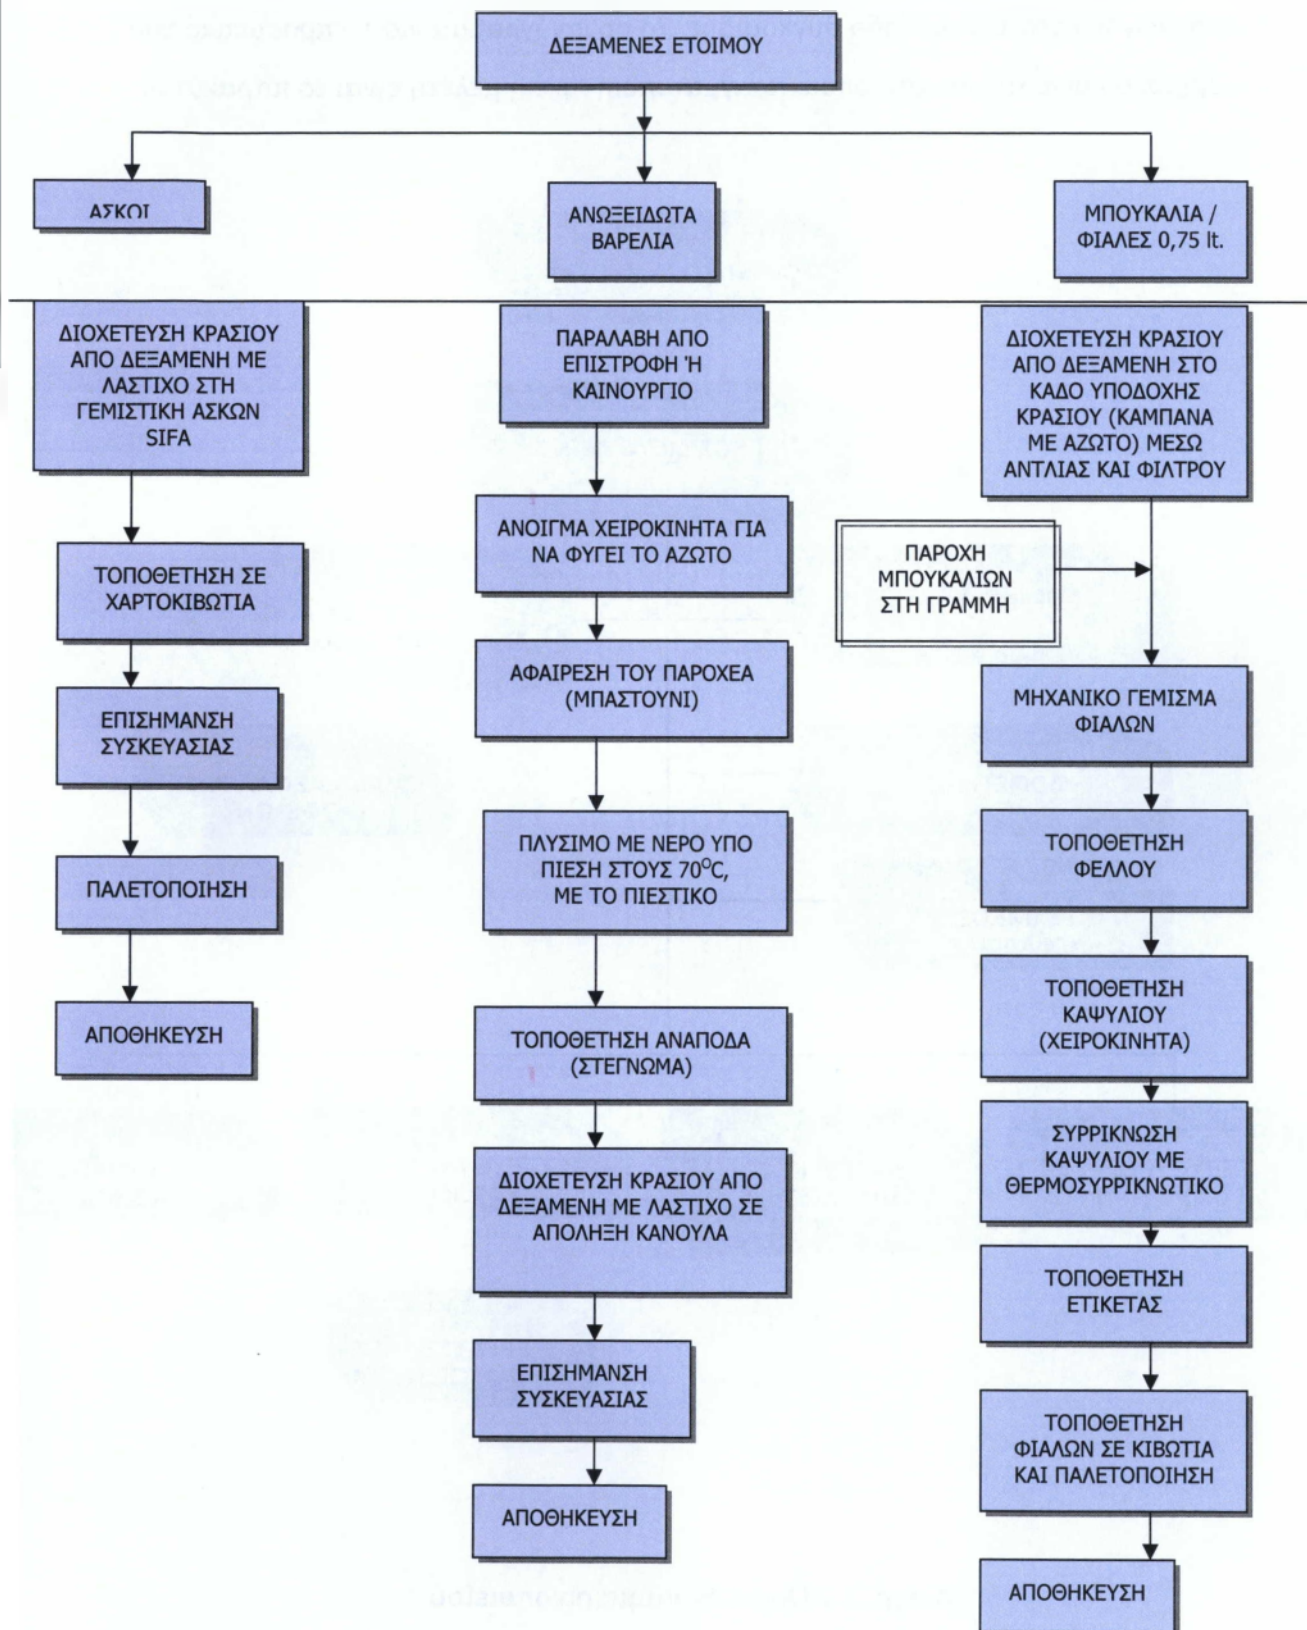 ΔΕΞΑΜΕΝΕΣ ΕΤΟΙΜΟΥ
ΑΣΚΟΙ
ΑΝΩΞΕΙΔΩΤΑ
ΒΑΡΕΛΙΑ
ΜΠΟΥΚΑΛΙΑ /
ΦΙΑΛΕΣ 0,75 lt.
ΔΙΟΧΕΤΕΥΣΗ ΚΡΑΣΙΟΥ
ΑΠΟ ΔΕΞΑΜΕΝΗ ΜΕ
ΛΑΣΤΙΧΟ ΣΤΗ
ΓΕΜΙΣΤΙΚΗ ΑΣΚΩΝ
SIFA
ΤΟΠΟΘΕΤΗΣΗ ΣΕ
ΧΑΡΤΟΚΙΒΩΤΙΑ
ΕΠΙΣΗΜΑΝΣΗ
ΣΥΣΚΕΥΑΣΙΑΣ
ΠΑΛΕΤΟΠΟΙΗΣΗ
ΑΠΟΘΗΚΕΥΣΗ
ΠΑΡΑΛΑΒΗ ΑΠΟ
ΕΠΙΣΤΡΟΦΗ Ή
ΚΑΙΝΟΥΡΓΙΟ
ΑΝΟΙΓΜΑ ΧΕΙΡΟΚΙΝΗΤΑ ΓΙΑ
ΝΑ ΦΥΓΕΙ ΤΟ ΑΖΩΤΟ
ΑΦΑΙΡΕΣΗ ΤΟΥ ΠΑΡΟΧΕΑ
(ΜΠΑΣΤΟΥΝΙ)
ΠΛΥΣΙΜΟ ΜΕ ΝΕΡΟ ΥΠΟ
ΠΙΕΣΗ ΣΤΟΥΣ 70⁰C,
ΜΕ ΤΟ ΠΙΕΣΤΙΚΟ
ΤΟΠΟΘΕΤΗΣΗ ΑΝΑΠΟΔΑ
(ΣΤΕΓΝΩΜΑ)
ΔΙΟΧΕΤΕΥΣΗ ΚΡΑΣΙΟΥ ΑΠΟ
ΔΕΞΑΜΕΝΗ ΜΕ ΛΑΣΤΙΧΟ ΣΕ
ΑΠΟΛΗΞΗ ΚΑΝΟΥΛΑ
ΕΠΙΣΗΜΑΝΣΗ
ΣΥΣΚΕΥΑΣΙΑΣ
ΑΠΟΘΗΚΕΥΣΗ
ΔΙΟΧΕΤΕΥΣΗ ΚΡΑΣΙΟΥ
ΑΠΟ ΔΕΞΑΜΕΝΗ ΣΤΟ
ΚΑΔΟ ΥΠΟΔΟΧΗΣ
ΚΡΑΣΙΟΥ (ΚΑΜΠΑΝΑ
ΜΕ ΑΖΩΤΟ) ΜΕΣΩ
ΑΝΤΛΙΑΣ ΚΑΙ ΦΙΛΤΡΟΥ
ΠΑΡΟΧΗ
ΜΠΟΥΚΑΛΙΩΝ
ΣΤΗ ΓΡΑΜΜΗ
ΜΗΧΑΝΙΚΟ ΓΕΜΙΣΜΑ
ΦΙΑΛΩΝ
ΤΟΠΟΘΕΤΗΣΗ
ΦΕΛΛΟΥ
ΤΟΠΟΘΕΤΗΣΗ
ΚΑΨΥΛΙΟΥ
(ΧΕΙΡΟΚΙΝΗΤΑ)
ΣΥΡΡΙΚΝΩΣΗ
ΚΑΨΥΛΙΟΥ ΜΕ
ΘΕΡΜΟΣΥΡΡΙΚΝΩΤΙΚΟ
ΤΟΠΟΘΕΤΗΣΗ
ΕΤΙΚΕΤΑΣ
ΤΟΠΟΘΕΤΗΣΗ
ΦΙΑΛΩΝ ΣΕ ΚΙΒΩΤΙΑ
ΚΑΙ ΠΑΛΕΤΟΠΟΙΗΣΗ
ΑΠΟΘΗΚΕΥΣΗ